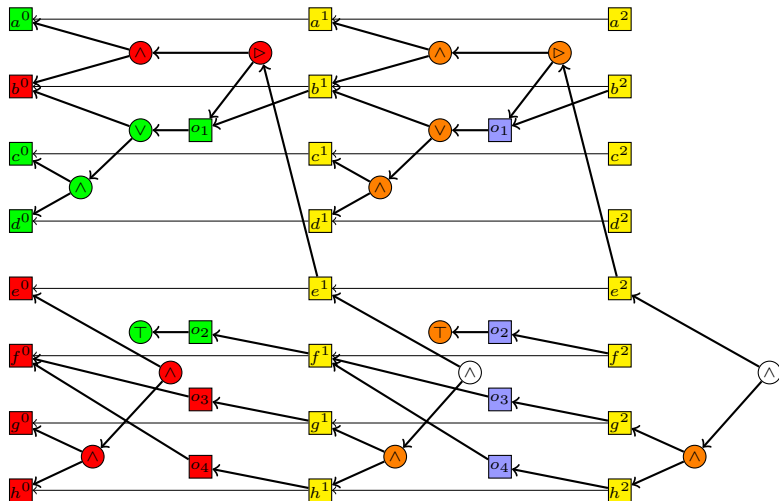 a⁰ a¹ a²
∧ ▷ ∧ ▷
b⁰ b¹ b²
∨ o₁ ∨ o₁
c⁰ c¹ c²
∧ ∧
d⁰ d¹ d²
e⁰ e¹ e²
⊤ o₂ ⊤ o₂
f⁰ f¹ f²
∧ ∧ ∧
o₃ o₃
g⁰ g¹ g²
∧ ∧ ∧
o₄ o₄
h⁰ h¹ h²